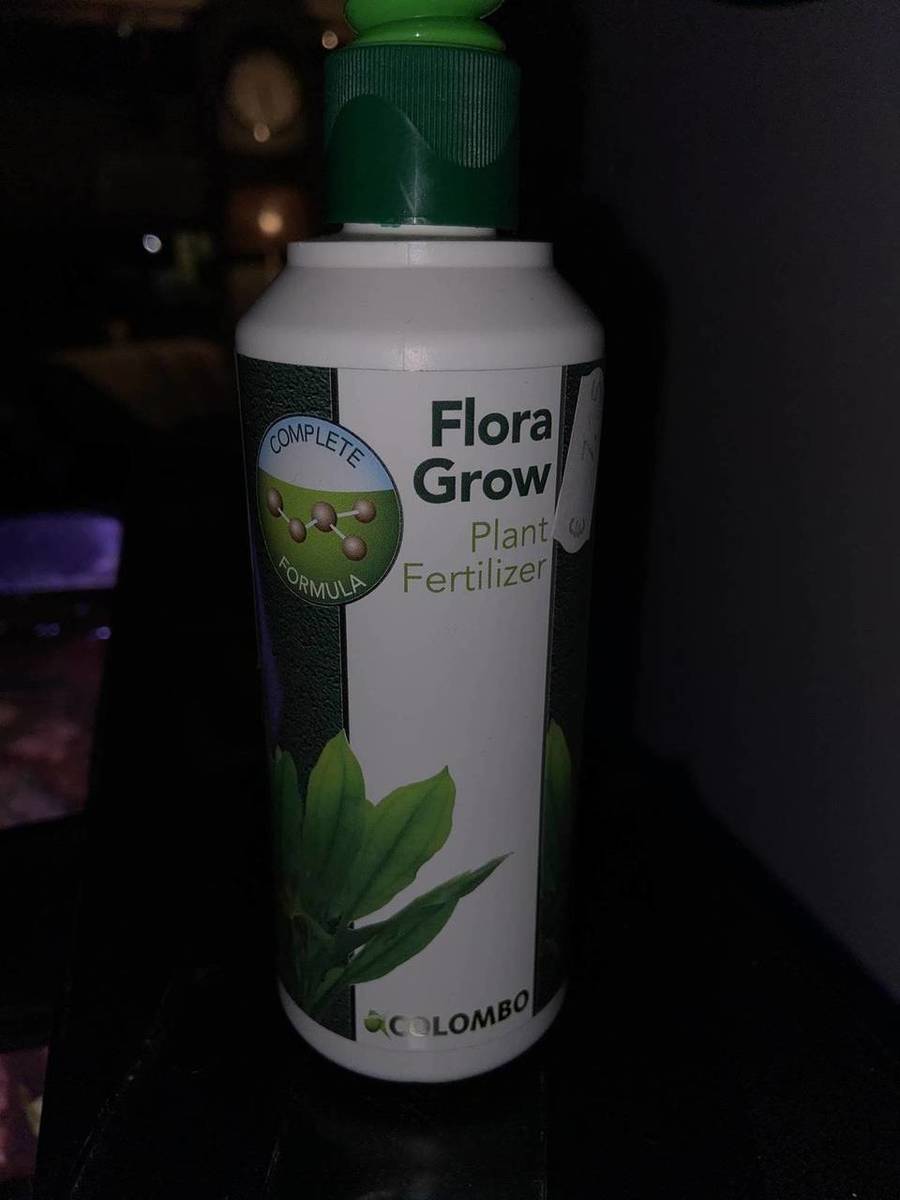 COMPLETE
FORMULA
Flora
Grow
Plant
Fertilizer
COLOMBO